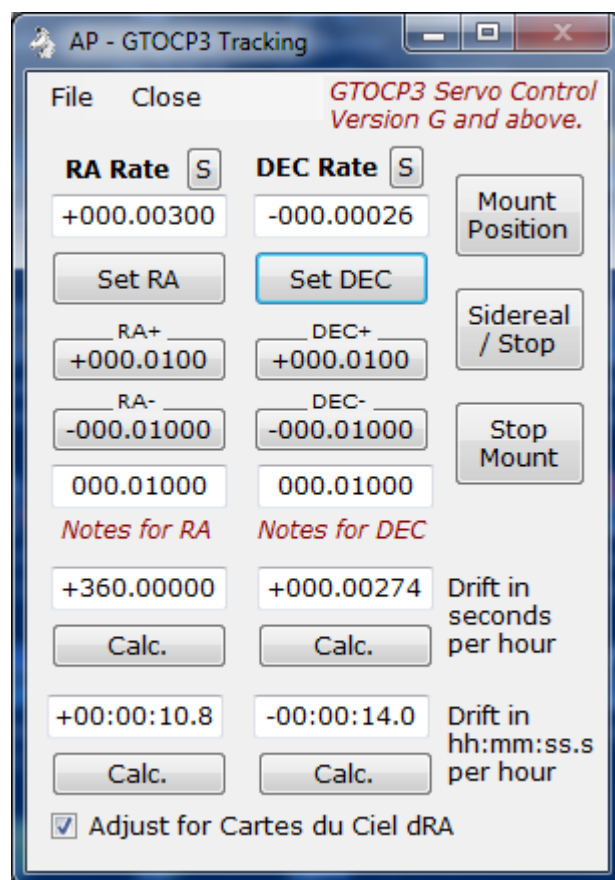 AP - GTOCP3 Tracking
File Close
GTOCP3 Servo Control
Version G and above.
RA Rate S DEC Rate S
+000.00300 -000.00026
Mount
Position
Set RA Set DEC
Sidereal
/ Stop
RA+ DEC+
+000.0100 +000.0100
RA- DEC-
-000.01000 -000.01000
Stop
Mount
000.01000 000.01000
Notes for RA Notes for DEC
+360.00000 +000.00274
Drift in
seconds
per hour
Calc. Calc.
+00:00:10.8 -00:00:14.0
Drift in
hh:mm:ss.s
per hour
Calc. Calc.
Adjust for Cartes du Ciel dRA